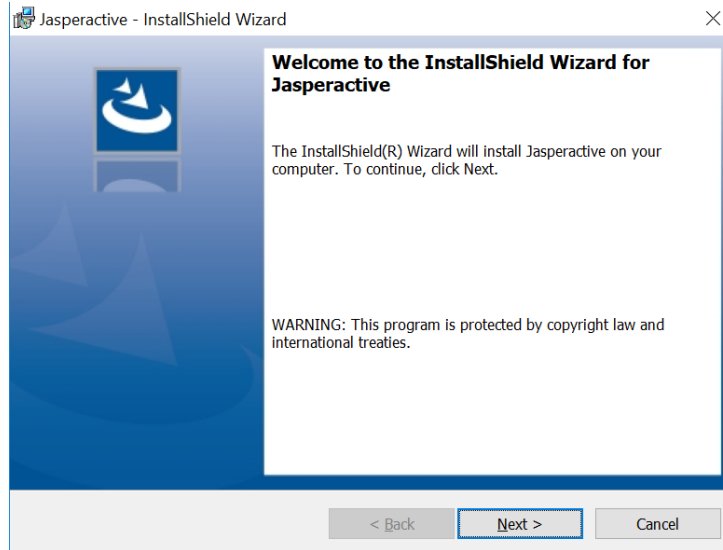 Jasperactive - InstallShield Wizard
Welcome to the InstallShield Wizard for
Jasperactive
The InstallShield(R) Wizard will install Jasperactive on your
computer. To continue, click Next.
WARNING: This program is protected by copyright law and
international treaties.
< Back
Next >
Cancel